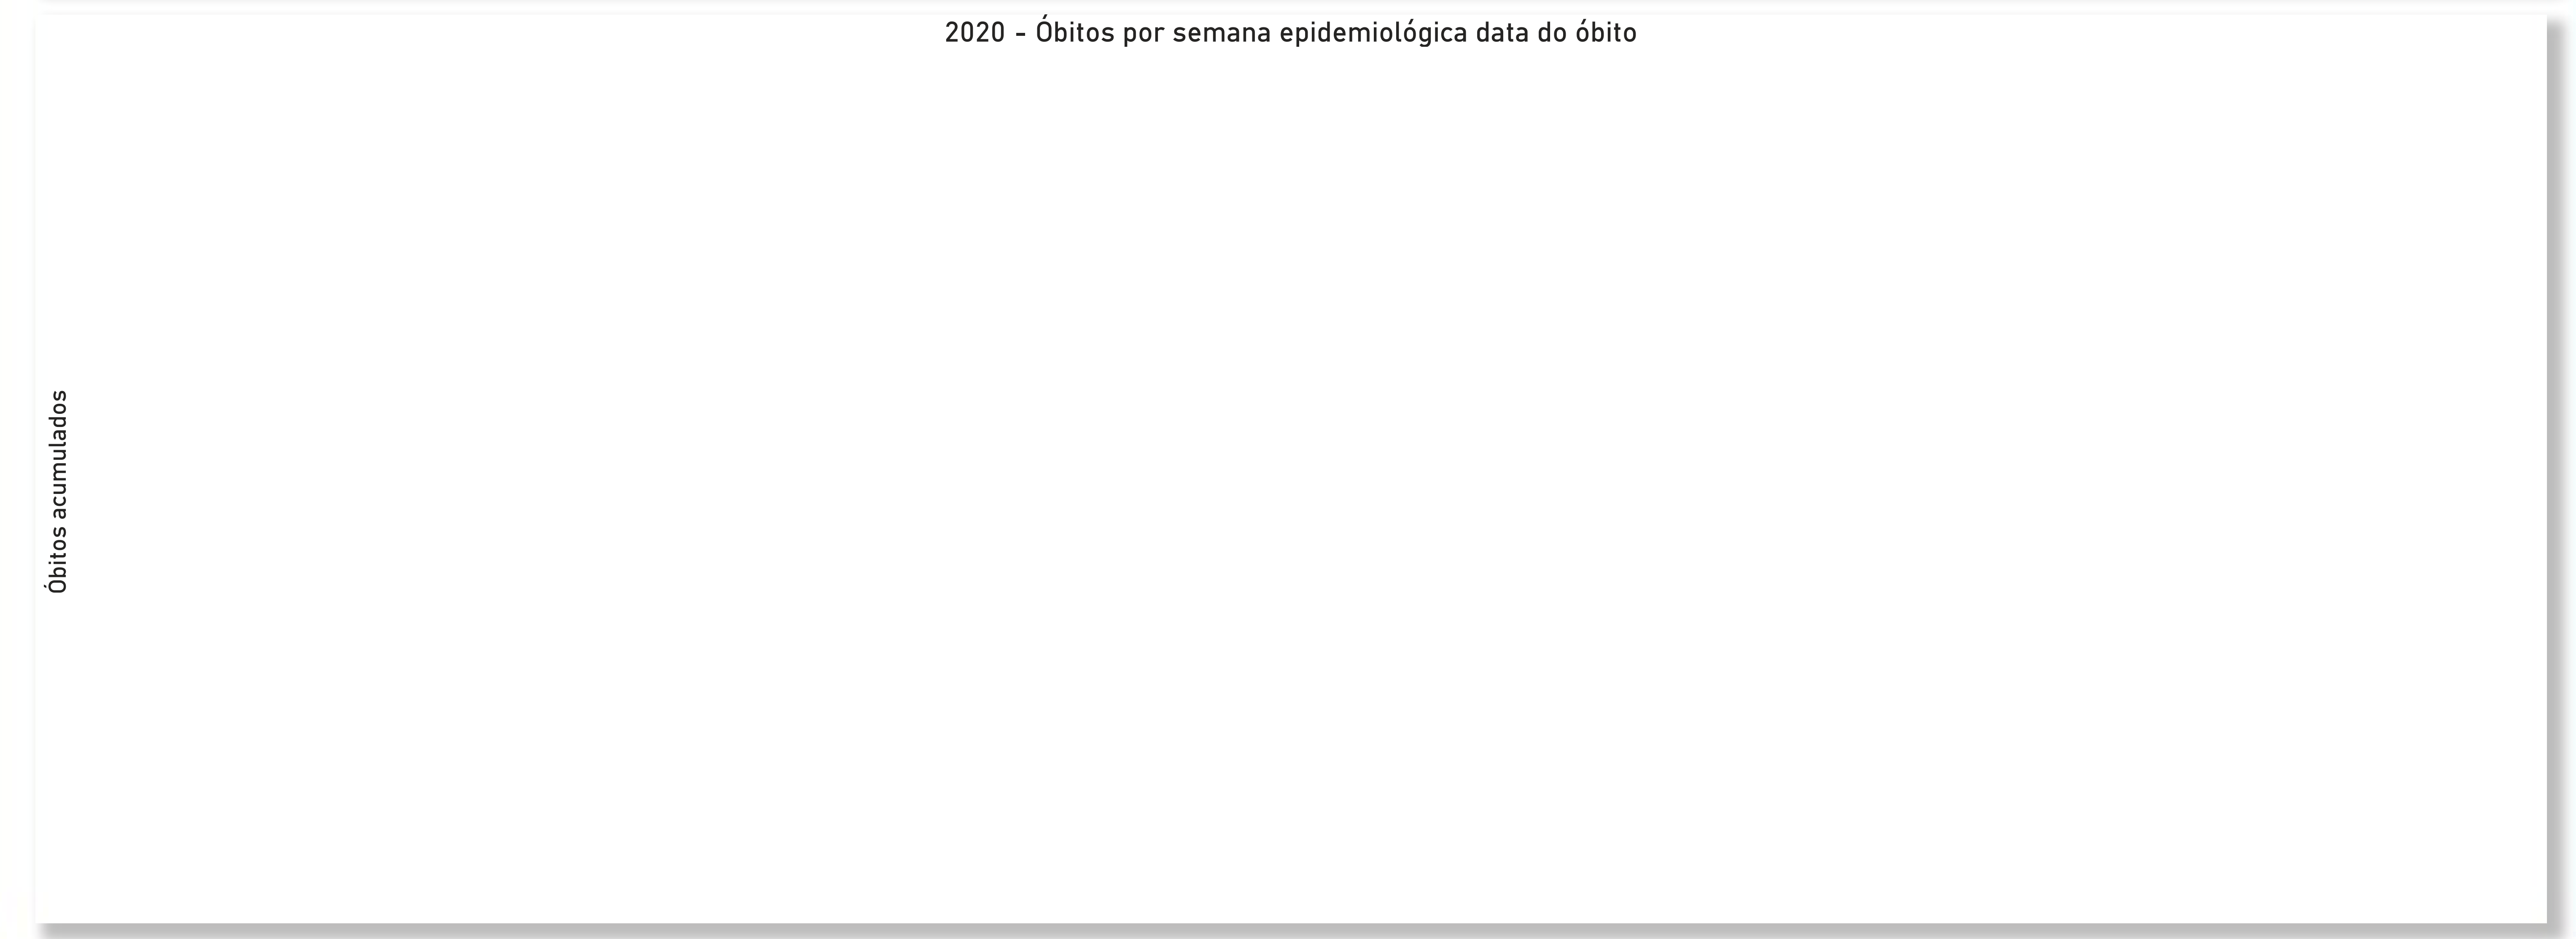 2020 - Óbitos por semana epidemiológica data do óbito
Óbitos acumulados